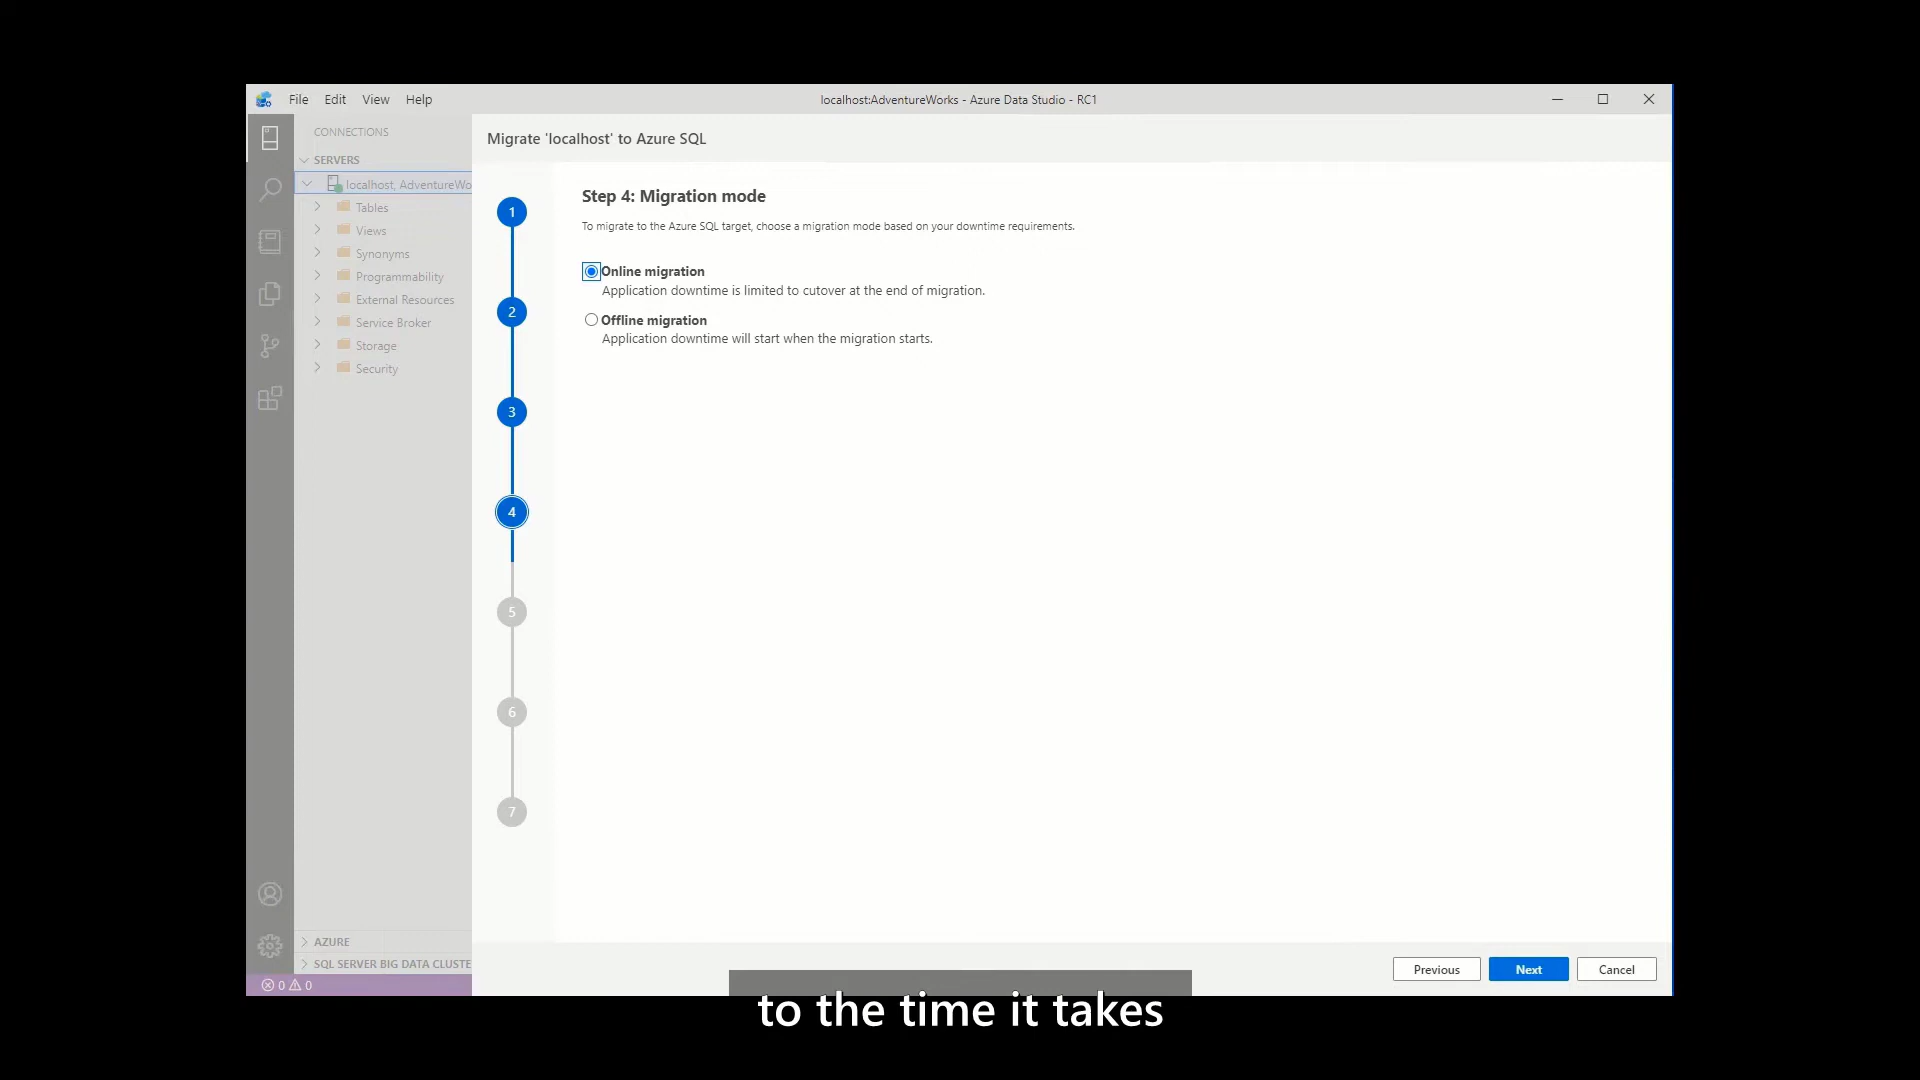 File Edit View Help
localhost:AdventureWorks - Azure Data Studio - RC1
CONNECTIONS
SERVERS
localhost, AdventureWo
Tables
Views
Synonyms
Programmability
External Resources
Service Broker
Storage
Security
AZURE
SQL SERVER BIG DATA CLUSTE
0 0
Migrate 'localhost' to Azure SQL
1
2
3
4
5
6
7
Step 4: Migration mode
To migrate to the Azure SQL target, choose a migration mode based on your downtime requirements.
Online migration
Application downtime is limited to cutover at the end of migration.
Offline migration
Application downtime will start when the migration starts.
Previous Next Cancel
to the time it takes